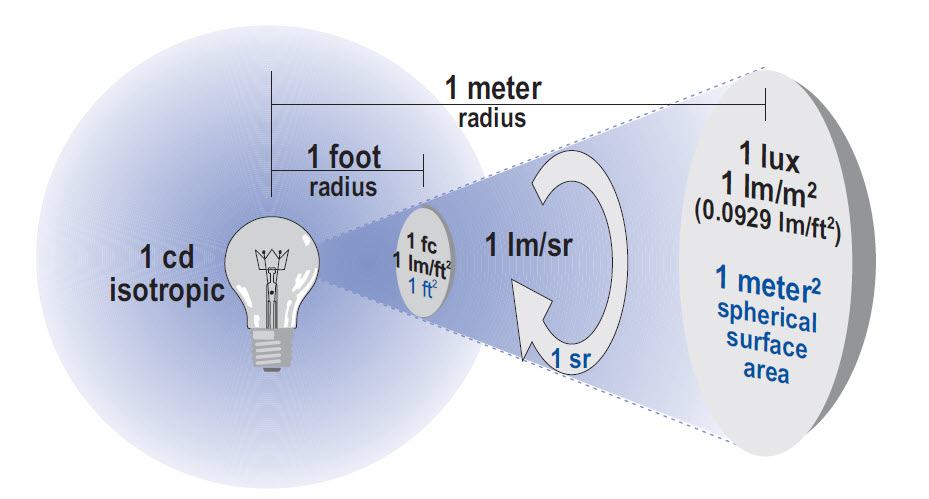 1 meter
radius
1 foot
radius
1 cd
isotropic
1 fc
1 lm/ft²
1 ft²
1 lm/sr
1 sr
1 lux
1 lm/m²
(0.0929 lm/ft²)
1 meter²
spherical
surface
area